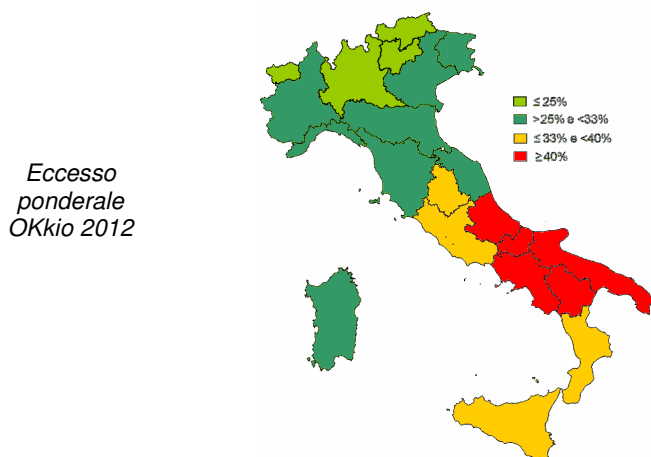 Eccesso
ponderale
OKkio 2012
≤25%
>25% e <33%
≤33% e <40%
≥40%